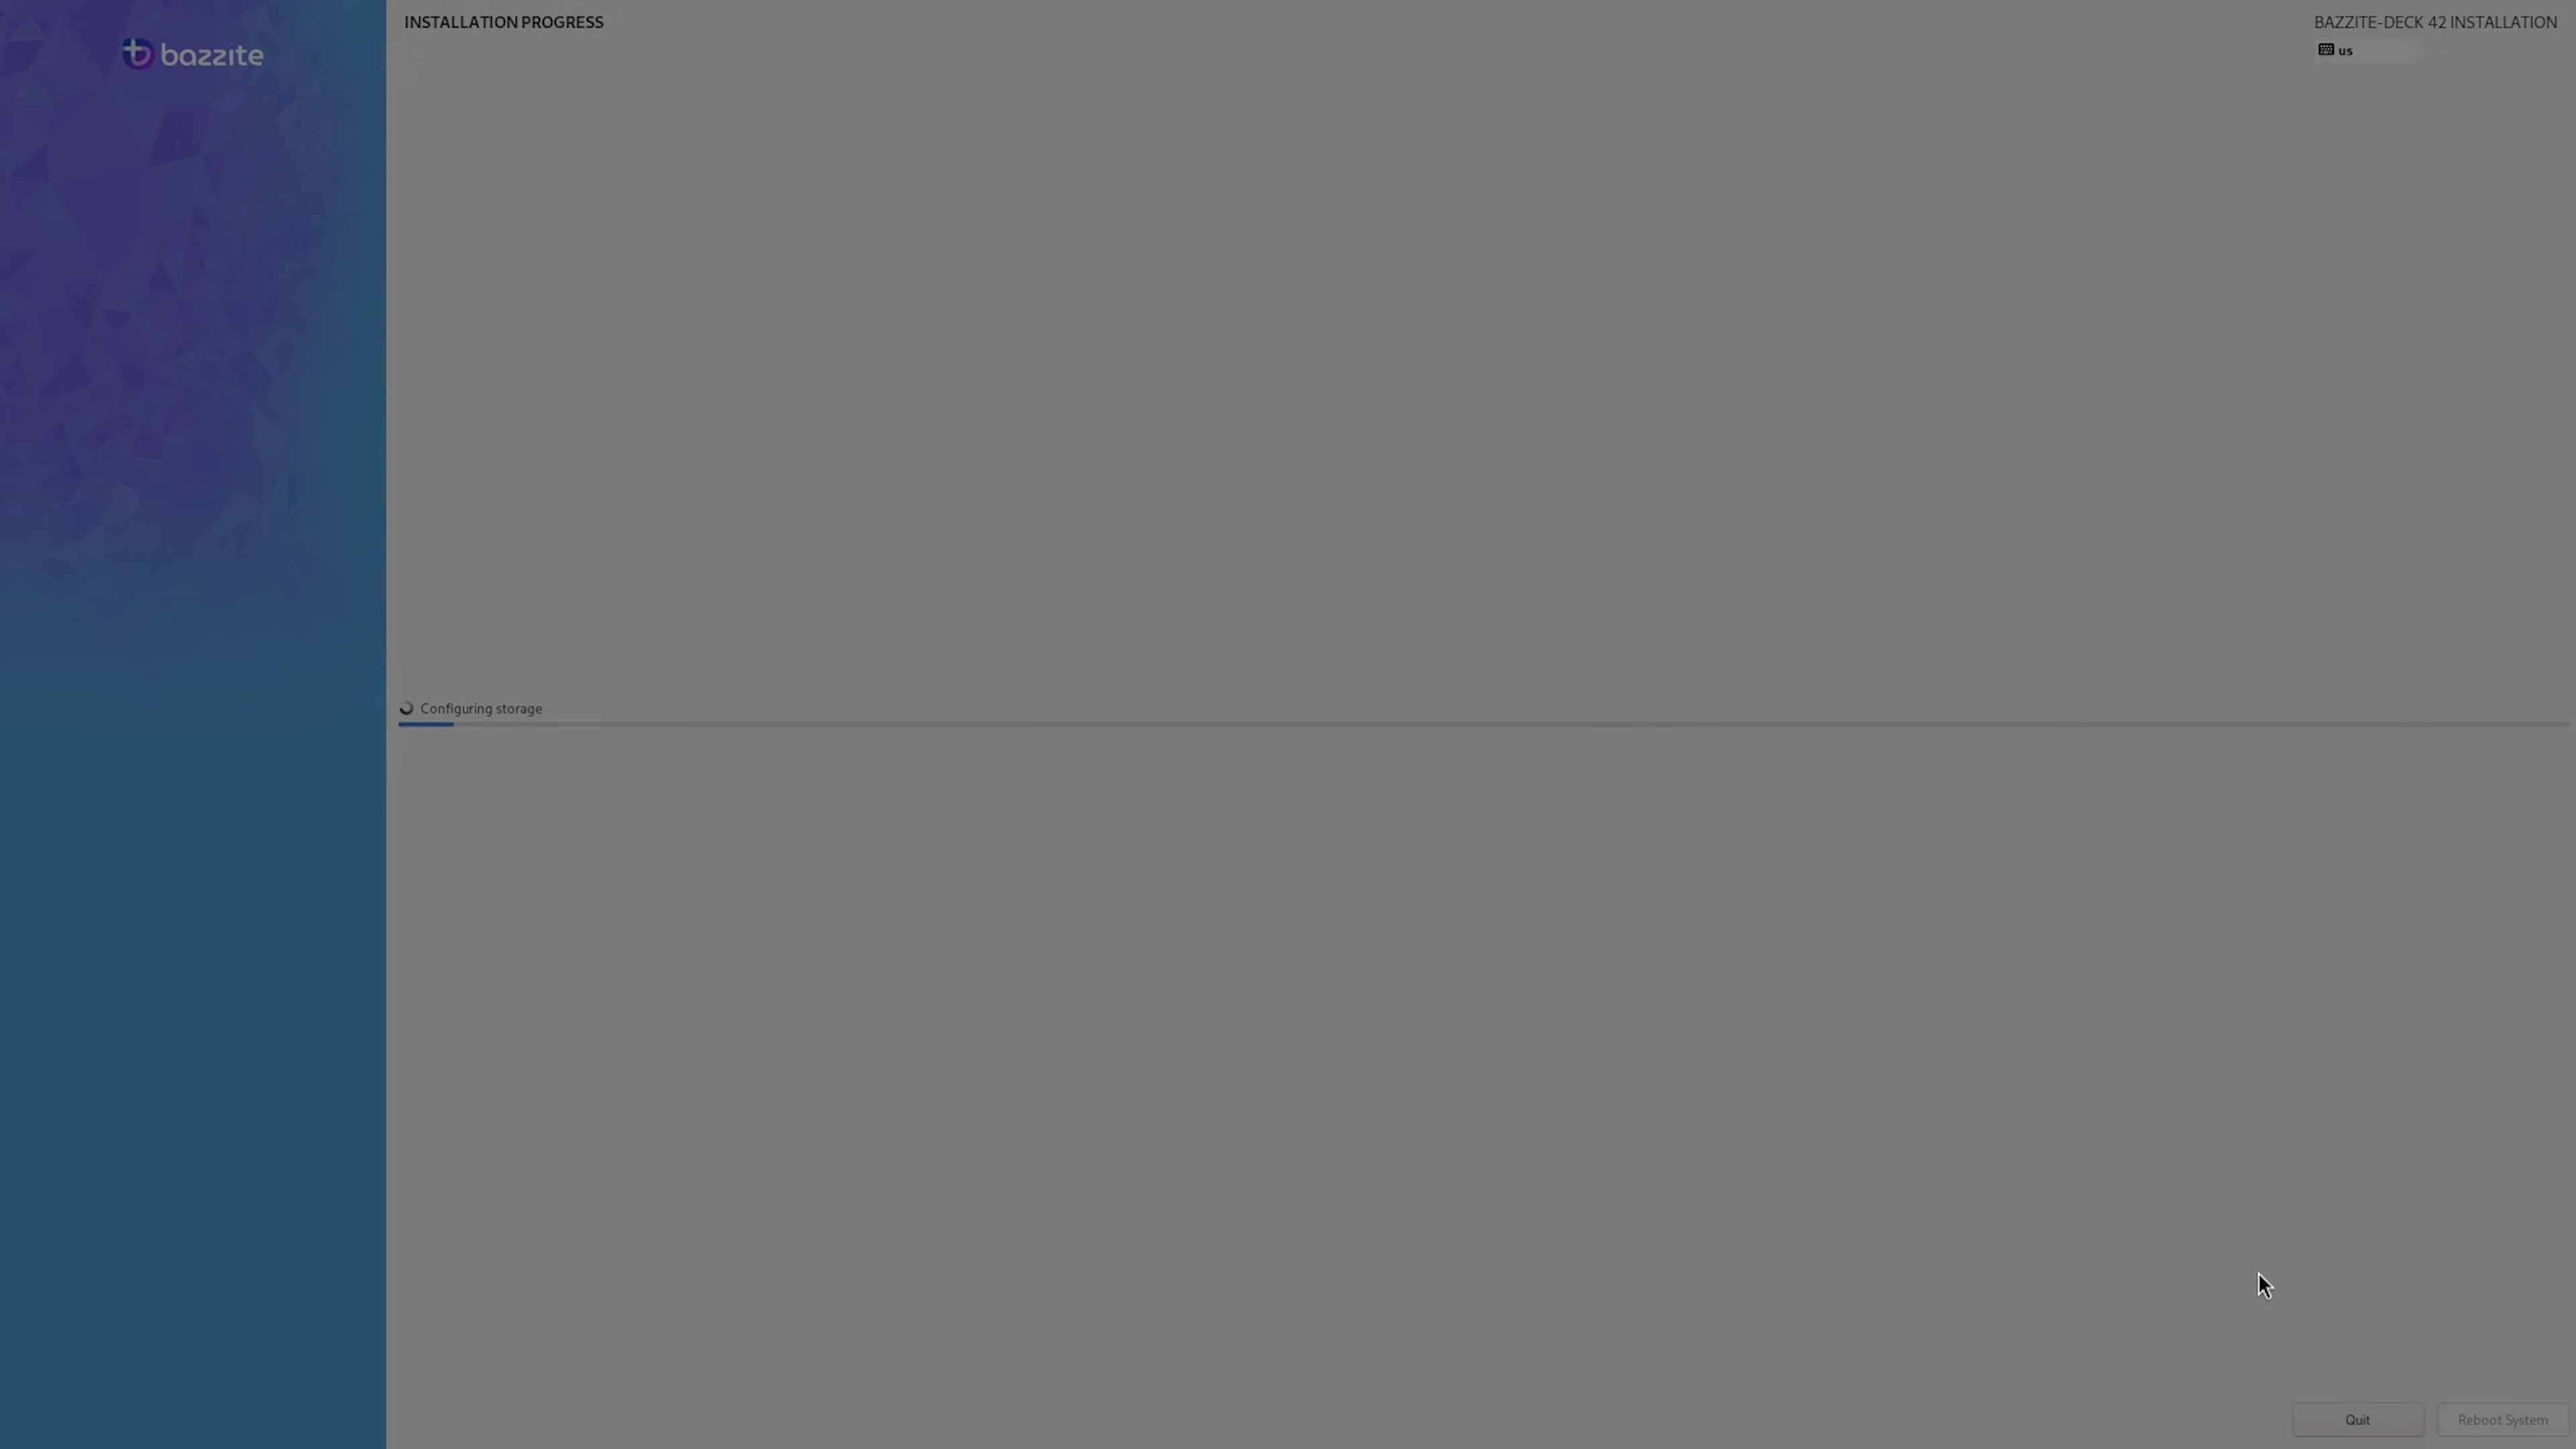 INSTALLATION PROGRESS
BAZZITE-DECK 42 INSTALLATION
bazzite
us
Configuring storage
Quit
Reboot System